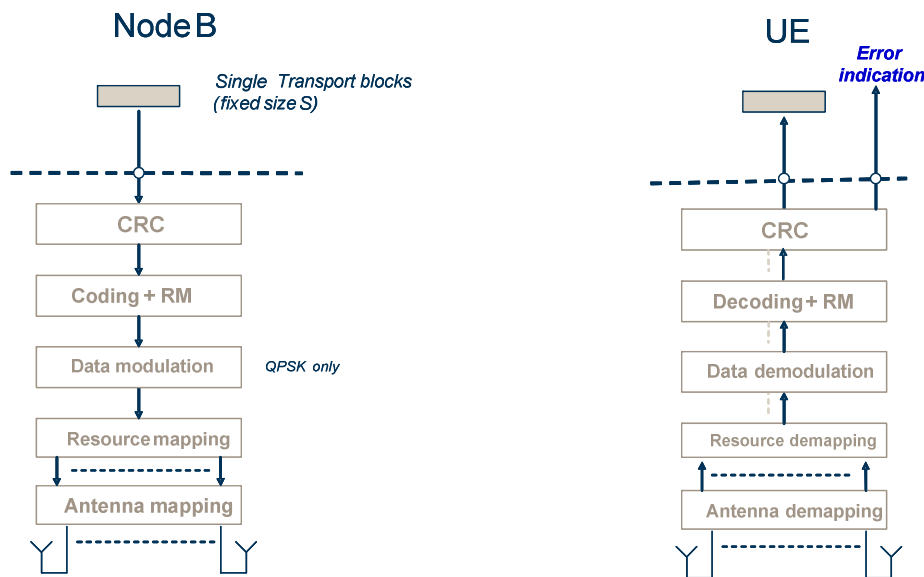 Node B
Single Transport blocks
(fixed size S)
CRC
Coding + RM
Data modulation
QPSK only
Resource mapping
Antenna mapping
UE
Error
indication
CRC
Decoding + RM
Data demodulation
Resource demapping
Antenna demapping